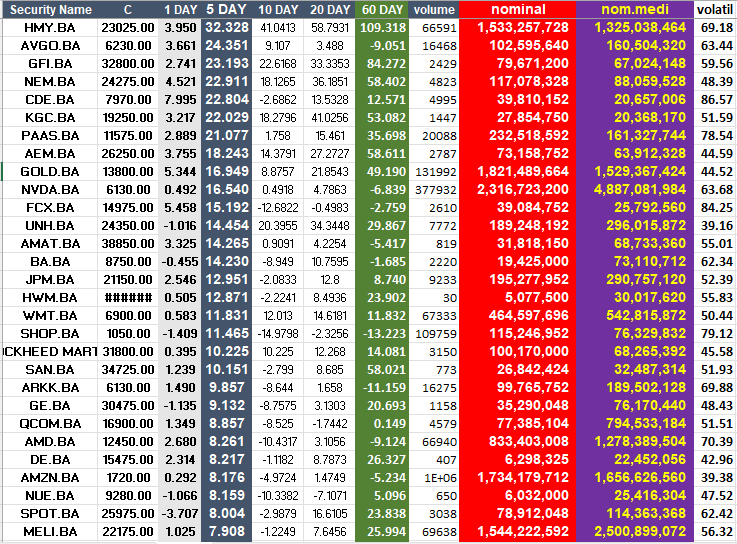 Security Name C 1 DAY 5 DAY 10 DAY 20 DAY 60 DAY volume nominal nom.medi volatil
HMY.BA 23025.00 3.950 32.328 41.0413 58.7931 109.318 66591 1,533,257,728 1,325,038,464 69.18
AVGO.BA 6230.00 3.661 24.351 9.107 3.488 -9.051 16468 102,595,640 160,504,320 63.44
GFI.BA 32800.00 2.741 23.193 22.6168 33.3353 84.272 2429 79,671,200 67,024,148 59.56
NEM.BA 24275.00 4.521 22.911 18.1265 36.1851 58.402 4823 117,078,328 88,059,528 48.39
CDE.BA 7970.00 7.995 22.804 -2.6862 13.5328 12.571 4995 39,810,152 20,657,006 86.57
KGC.BA 19250.00 3.217 22.029 18.2796 41.0256 53.082 1447 27,854,750 20,368,170 51.59
PAAS.BA 11575.00 2.889 21.077 1.758 15.461 35.698 20088 232,518,592 161,327,744 78.54
AEM.BA 26250.00 3.755 18.243 14.3791 27.2727 58.611 2787 73,158,752 63,912,328 44.59
GOLD.BA 13800.00 5.344 16.949 8.8757 21.8543 49.190 131992 1,821,489,664 1,529,367,424 44.52
NVDA.BA 6130.00 0.492 16.540 0.4918 4.7863 -6.839 377932 2,316,723,200 4,887,081,984 63.68
FCX.BA 14975.00 5.458 15.192 -12.6822 -0.4983 -2.759 2610 39,084,752 25,792,560 84.25
UNH.BA 24350.00 -1.016 14.454 20.3955 34.3448 29.867 7772 189,248,192 296,015,872 39.16
AMAT.BA 38850.00 3.325 14.265 0.9091 4.2254 -5.417 819 31,818,150 68,733,360 55.01
BA.BA 8750.00 -0.455 14.230 -8.949 10.7595 -1.685 2220 19,425,000 73,110,712 62.34
JPM.BA 21150.00 2.546 12.951 -2.0833 12.8 8.740 9233 195,277,952 290,757,120 52.39
HWM.BA ###### 0.505 12.871 -2.2241 8.4936 23.902 30 5,077,500 30,017,620 55.83
WMT.BA 6900.00 0.583 11.831 12.013 14.6181 11.832 67333 464,597,696 542,815,872 50.44
SHOP.BA 1050.00 -1.409 11.465 -14.9798 -2.3256 -13.223 109759 115,246,952 76,329,832 79.12
OCKHEED MART 31800.00 0.395 10.225 10.225 12.268 14.081 3150 100,170,000 68,265,392 45.58
SAN.BA 34725.00 1.239 10.151 -2.799 8.685 58.021 773 26,842,424 32,487,314 51.93
ARKK.BA 6130.00 1.490 9.857 -8.644 1.658 -11.159 16275 99,765,752 189,502,128 69.88
GE.BA 30475.00 -1.135 9.132 -8.7575 3.1303 20.693 1158 35,290,048 76,170,440 48.43
QCOM.BA 16900.00 1.349 8.857 -8.525 -1.7442 0.149 4579 77,385,104 794,533,184 51.51
AMD.BA 12450.00 2.680 8.261 -10.4317 3.1056 -9.124 66940 833,403,008 1,278,389,504 70.39
DE.BA 15475.00 2.314 8.217 -1.1182 8.7873 26.327 407 6,298,325 22,452,056 42.96
AMZN.BA 1720.00 0.292 8.176 -4.9724 1.4749 -5.234 1E+06 1,734,179,712 1,656,626,560 39.38
NUE.BA 9280.00 -1.066 8.159 -10.3382 -7.1071 5.096 650 6,032,000 25,416,304 47.52
SPOT.BA 25975.00 -3.707 8.004 -2.9879 16.6105 23.838 3038 78,912,048 114,363,368 62.42
MELI.BA 22175.00 1.025 7.908 -1.2249 7.6456 25.994 69638 1,544,222,592 2,500,899,072 56.32